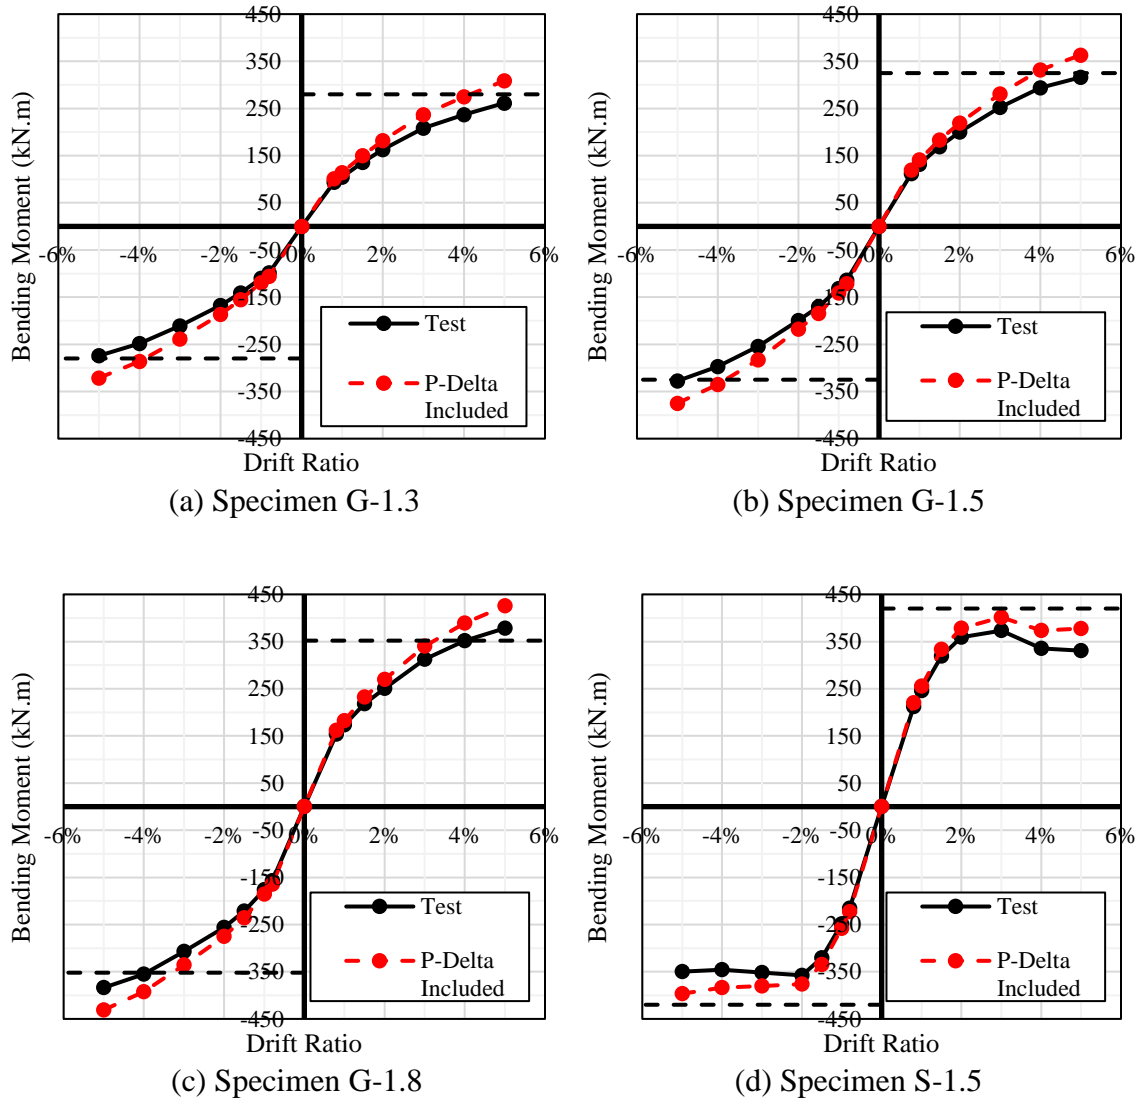 450
350
250
150
50
-50
-150
-250
-350
-450
-6%
-4%
-2%
0%
2%
4%
6%
Bending Moment (kN.m)
Drift Ratio
Test
P-Delta
Included
(a) Specimen G-1.3
450
350
250
150
50
-50
-150
-250
-350
-450
-6%
-4%
-2%
0%
2%
4%
6%
Bending Moment (kN.m)
Drift Ratio
Test
P-Delta
Included
(b) Specimen G-1.5
450
350
250
150
50
-50
-150
-250
-350
-450
-6%
-4%
-2%
0%
2%
4%
6%
Bending Moment (kN.m)
Drift Ratio
Test
P-Delta
Included
(c) Specimen G-1.8
450
350
250
150
50
-50
-150
-250
-350
-450
-6%
-4%
-2%
0%
2%
4%
6%
Bending Moment (kN.m)
Drift Ratio
Test
P-Delta
Included
(d) Specimen S-1.5